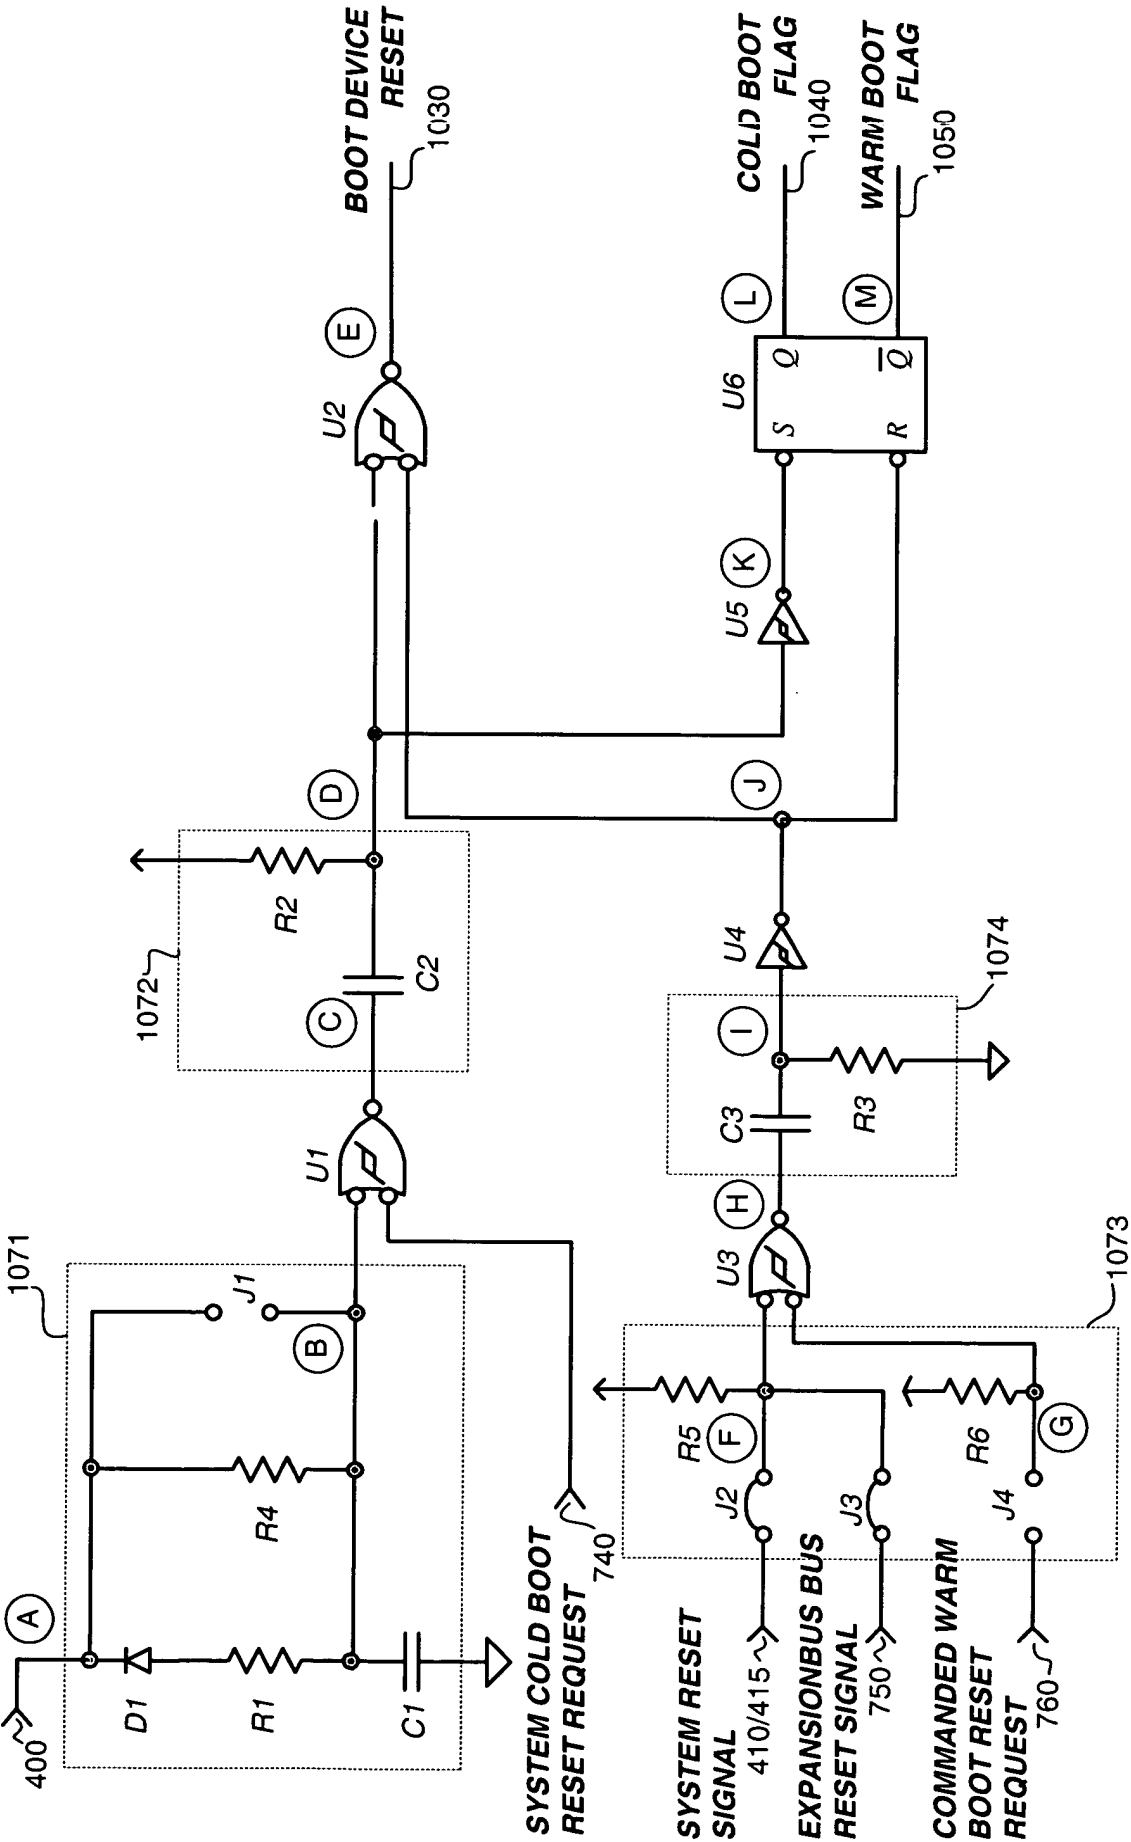 BOOT DEVICE
RESET
1030
COLD BOOT
FLAG
1040
WARM BOOT
FLAG
1050
E
U2
L
M
U6
S
Q
R
Q̅
K
U5
D
J
1072
R2
C2
C
U1
U4
1074
I
C3
R3
H
U3
1073
1071
J1
B
R4
A
D1
R1
C1
400
SYSTEM COLD BOOT
RESET REQUEST
740
R5
F
J2
J3
R6
G
J4
SYSTEM RESET
SIGNAL
410/415
EXPANSIONBUS BUS
RESET SIGNAL
750
COMMANDED WARM
BOOT RESET
REQUEST
760